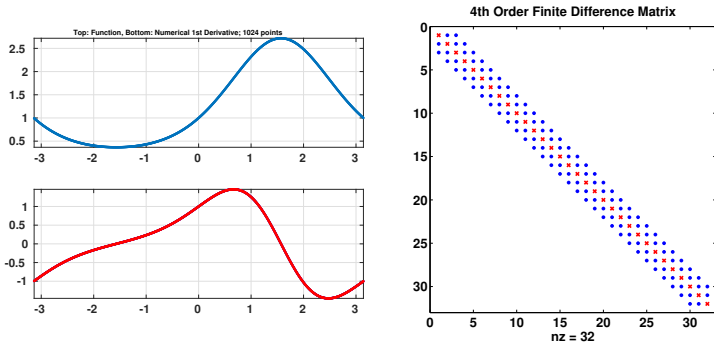 Top: Function, Bottom: Numerical 1st Derivative; 1024 points
2.5
2
1.5
1
0.5
-3 -2 -1 0 1 2 3
1
0.5
0
-0.5
-1
-3 -2 -1 0 1 2 3
4th Order Finite Difference Matrix
0
5
10
15
20
25
30
0 5 10 15 20 25 30
nz = 32